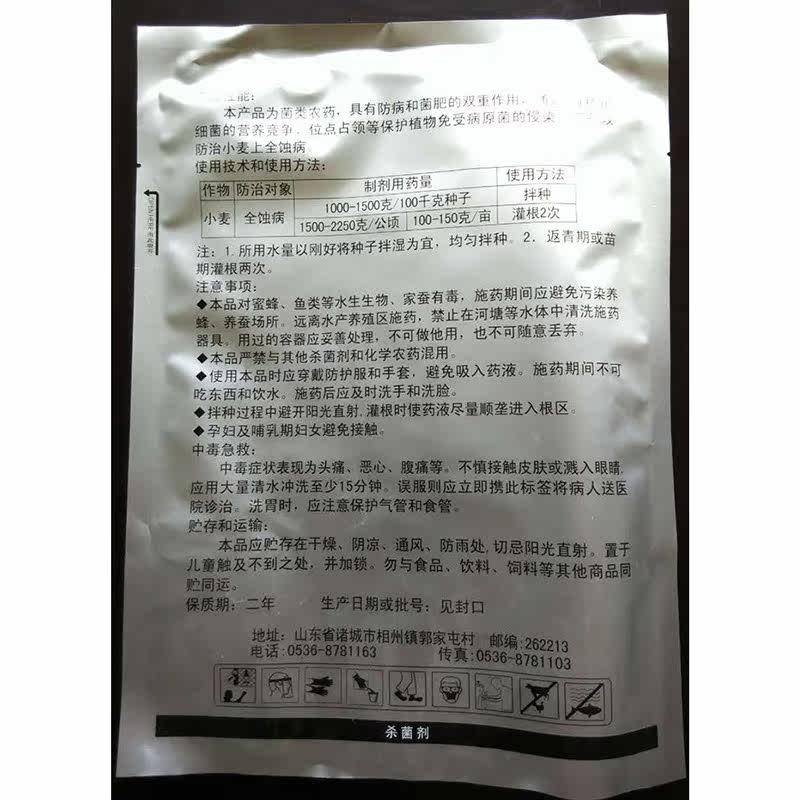 性能:
本产品为菌类农药，具有防病和菌肥的双重作用，
细菌的营养竞争、位点占领等保护植物免受病原菌的侵染
防治小麦上全蚀病。
使用技术和使用方法:
作物 防治对象 制剂用药量 使用方法
小麦 全蚀病 1000-1500克/100千克种子 拌种
1500-2250克/公顷 100-150克/亩 灌根2次
注: 1.所用水量以刚好将种子拌湿为宜，均匀拌种。2. 返青期或苗
期灌根两次。
注意事项:
◆本品对蜜蜂、鱼类等水生生物、家蚕有毒，施药期间应避免污染养
蜂、养蚕场所。远离水产养殖区施药，禁止在河塘等水体中清洗施药
器具。用过的容器应妥善处理，不可做他用，也不可随意丢弃。
◆本品严禁与其他杀菌剂和化学农药混用。
◆使用本品时应穿戴防护服和手套，避免吸入药液。施药期间不可
吃东西和饮水。施药后应及时洗手和洗脸。
◆拌种过程中避开阳光直射,灌根时使药液尽量顺垄进入根区。
◆孕妇及哺乳期妇女避免接触。
中毒急救:
中毒症状表现为头痛、恶心、腹痛等。不慎接触皮肤或溅入眼睛,
应用大量清水冲洗至少15分钟。误服则应立即携此标签将病人送医
院诊治。洗胃时，应注意保护气管和食管。
贮存和运输:
本品应贮存在干燥、阴凉、通风、防雨处,切忌阳光直射。置于
儿童触及不到之处，并加锁。勿与食品、饮料、饲料等其他商品同
贮同运。
保质期: 二年 生产日期或批号: 见封口
地址: 山东省诸城市相州镇郭家屯村 邮编:262213
电话:0536-8781163 传真:0536-8781103
杀菌剂